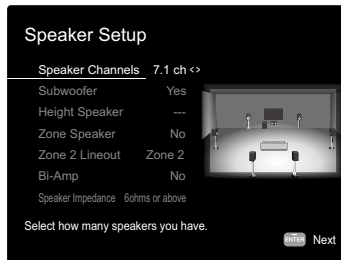 Speaker Setup
Speaker Channels 7.1 ch <>
Subwoofer Yes
Height Speaker ---
Zone Speaker No
Zone 2 Lineout Zone 2
Bi-Amp No
Speaker Impedance 6ohms or above
Select how many speakers you have.
ENTER Next